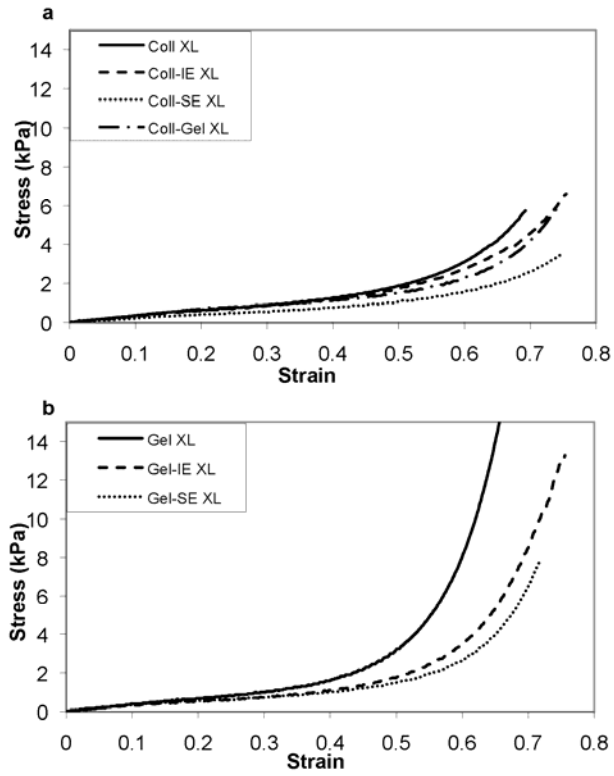 a
14
12
10
8
6
4
2
0
Stress (kPa)
Coll XL
Coll-IE XL
Coll-SE XL
Coll-Gel XL
0 0.1 0.2 0.3 0.4 0.5 0.6 0.7 0.8
Strain
b
14
12
10
8
6
4
2
0
Stress (kPa)
Gel XL
Gel-IE XL
Gel-SE XL
0 0.1 0.2 0.3 0.4 0.5 0.6 0.7 0.8
Strain